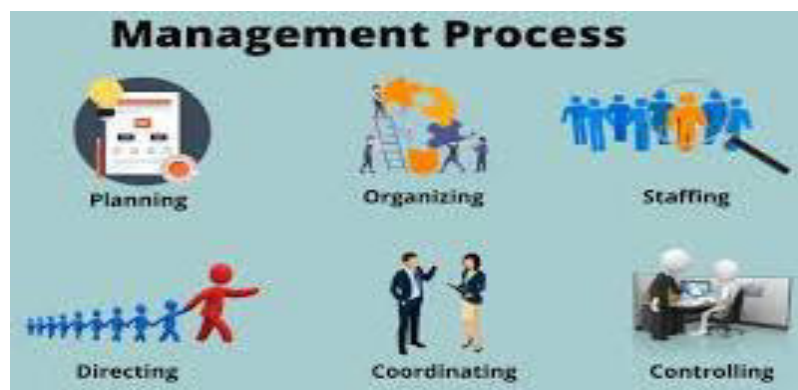 Management Process
Planning
Organizing
Staffing
Directing
Coordinating
Controlling